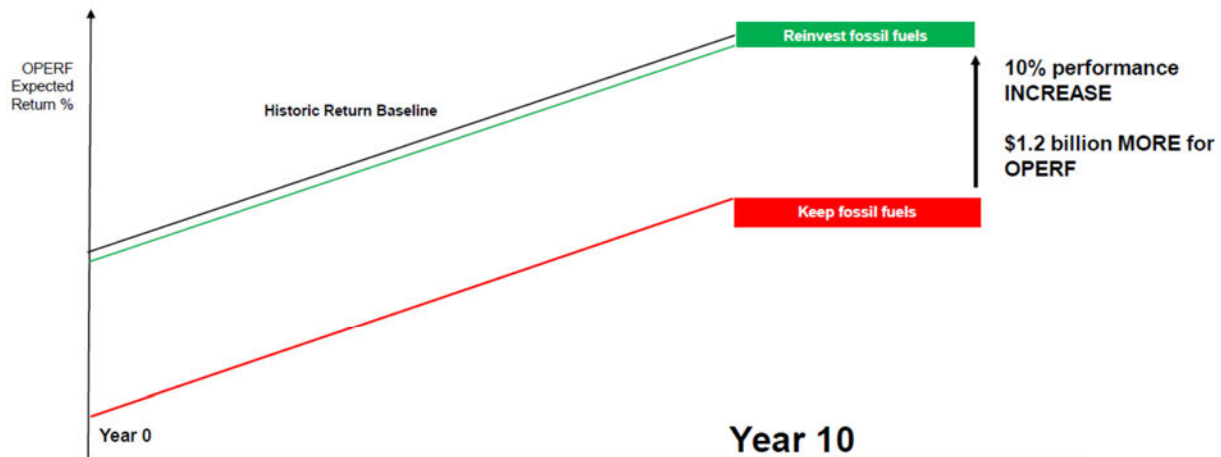 OPERF
Expected
Return %
Historic Return Baseline
Reinvest fossil fuels
10% performance
INCREASE
$1.2 billion MORE for
OPERF
Keep fossil fuels
Year 0
Year 10